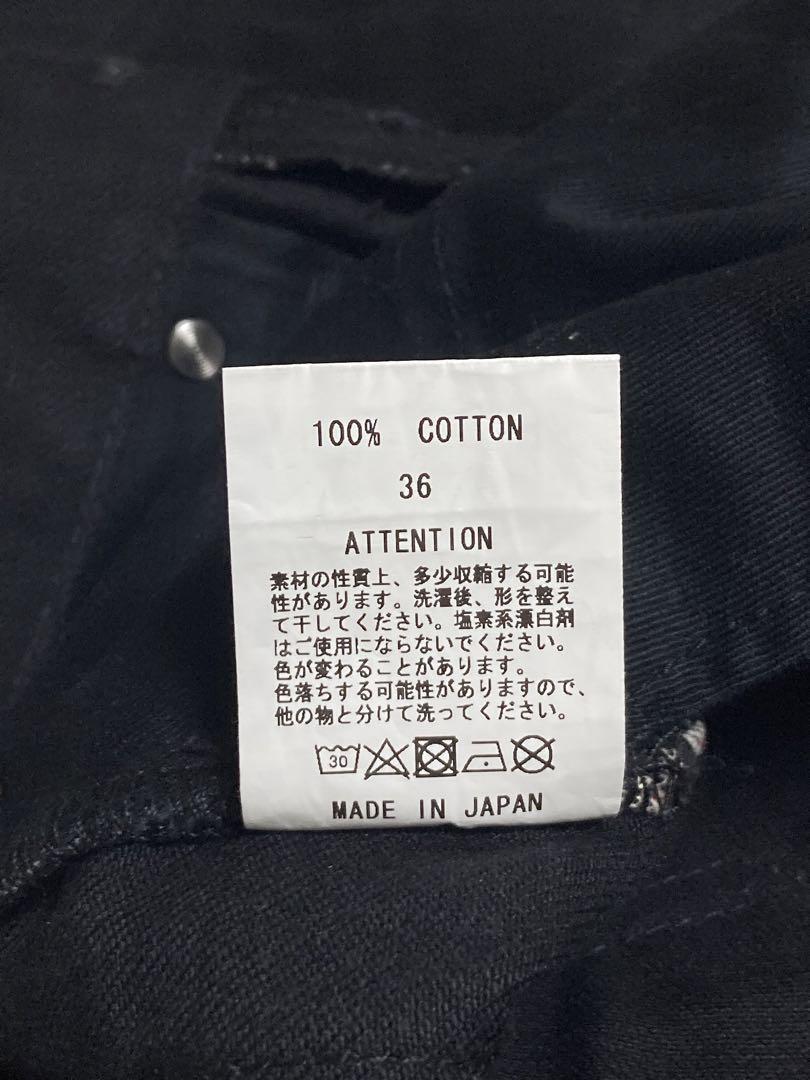 100% COTTON
36
ATTENTION
素材の性質上、多少収縮する可能
性があります。洗濯後、形を整え
て干してください。塩素系漂白剤
はご使用にならないでください。
色が変わることがあります。
色落ちする可能性がありますので、
他の物と分けて洗ってください。
30
MADE IN JAPAN